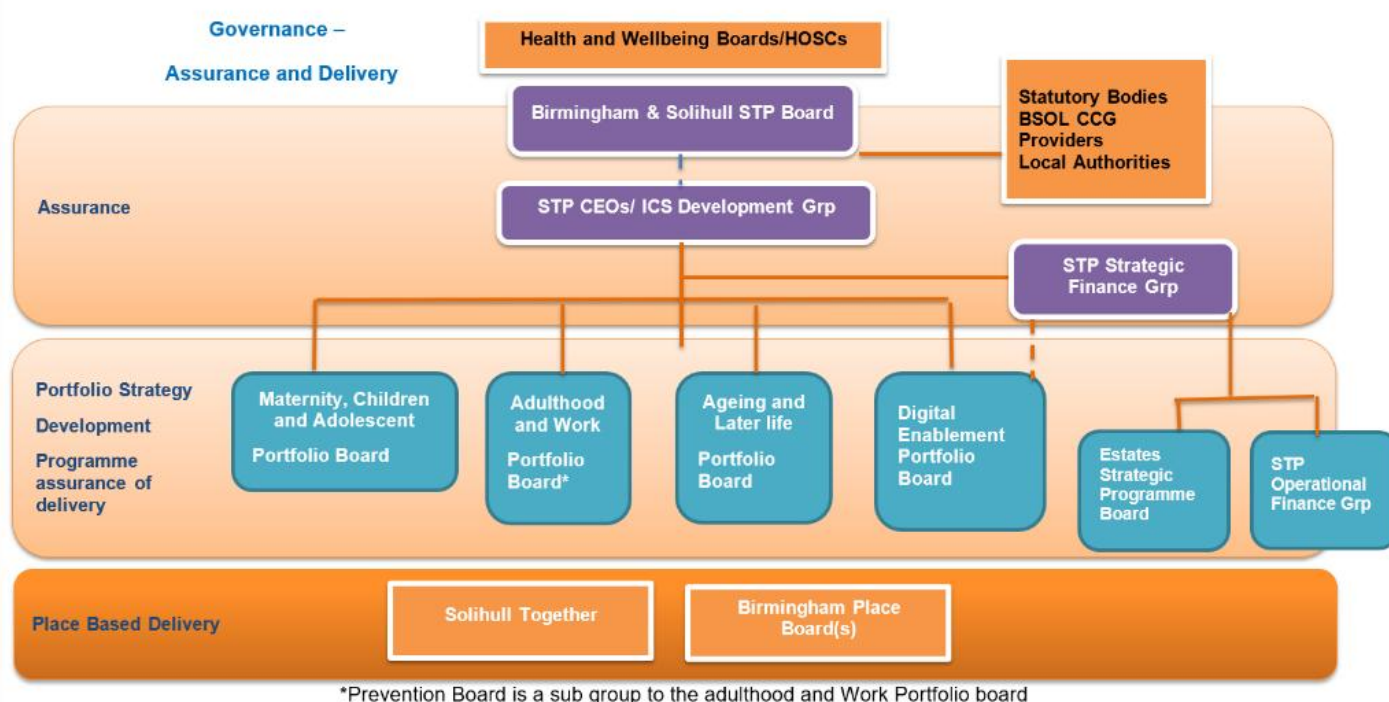 Governance –
Assurance and Delivery
Health and Wellbeing Boards/HOSCs
Birmingham & Solihull STP Board
Statutory Bodies
BSOL CCG
Providers
Local Authorities
Assurance
STP CEOs/ ICS Development Grp
STP Strategic
Finance Grp
Portfolio Strategy
Development
Programme
assurance of
delivery
Maternity, Children
and Adolescent
Portfolio Board
Adulthood
and Work
Portfolio
Board*
Ageing and
Later life
Portfolio
Board
Digital
Enablement
Portfolio
Board
Estates
Strategic
Programme
Board
STP
Operational
Finance Grp
Place Based Delivery
Solihull Together
Birmingham Place
Board(s)
*Prevention Board is a sub group to the adulthood and Work Portfolio board